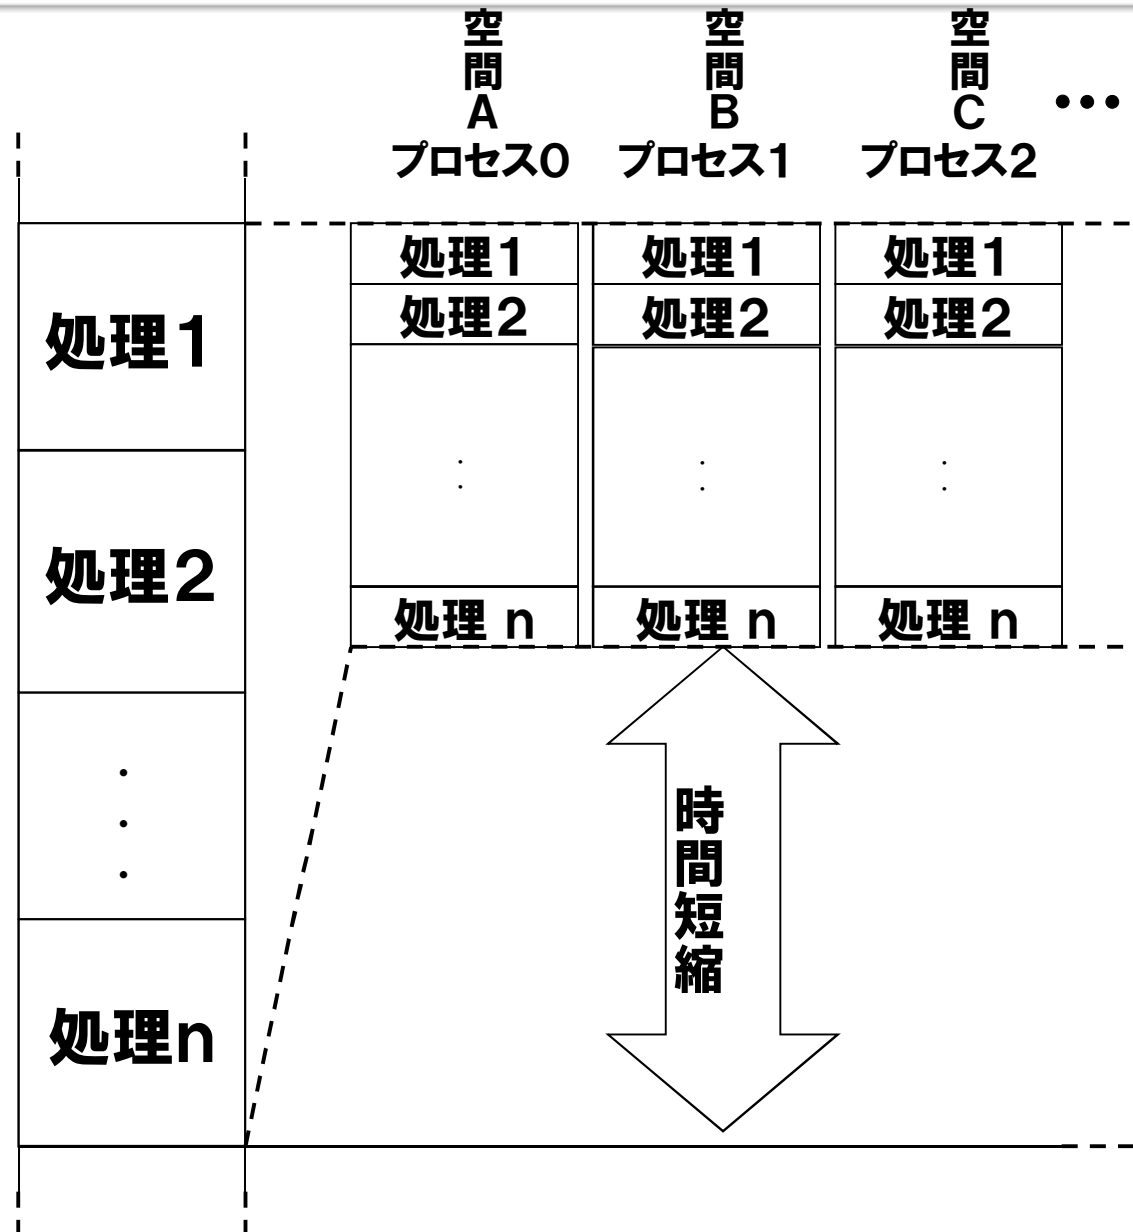 空間A
プロセス0
空間B
プロセス1
空間C
プロセス2
•••
処理1
処理2
・・・
処理n
処理1
処理2
:
処理 n
処理1
処理2
:
処理 n
処理1
処理2
:
処理 n
時間短縮